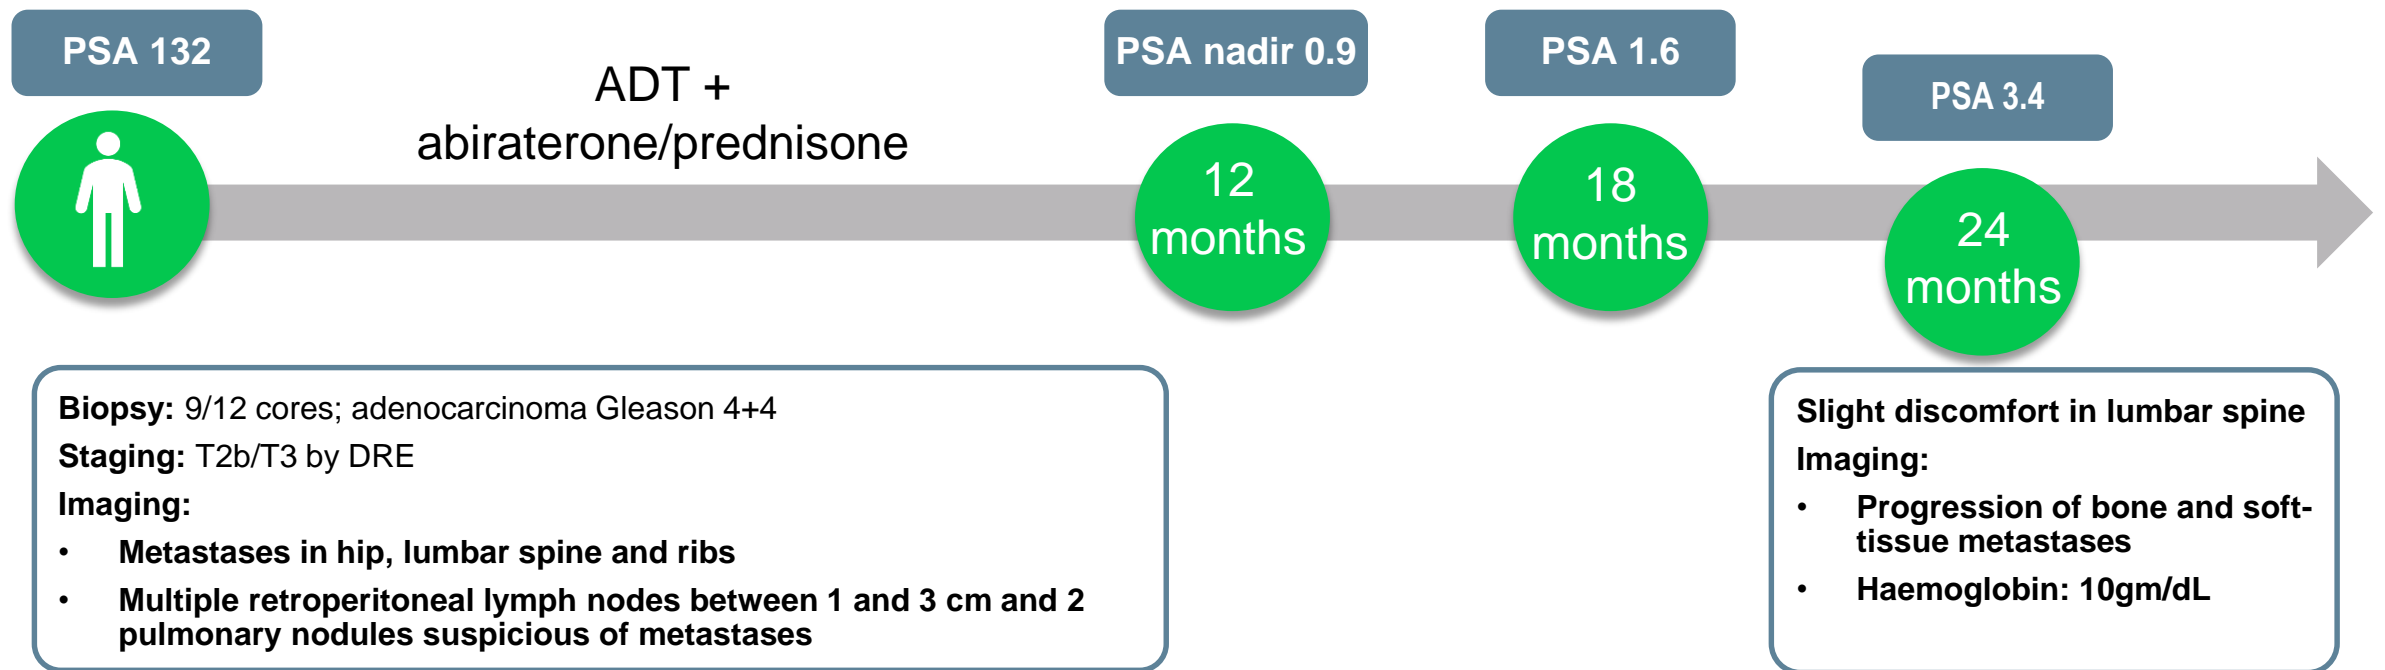 PSA 132
ADT +
abiraterone/prednisone
PSA nadir 0.9
PSA 1.6
PSA 3.4
12
months
18
months
24
months
Biopsy: 9/12 cores; adenocarcinoma Gleason 4+4
Staging: T2b/T3 by DRE
Imaging:
• Metastases in hip, lumbar spine and ribs
• Multiple retroperitoneal lymph nodes between 1 and 3 cm and 2
pulmonary nodules suspicious of metastases
Slight discomfort in lumbar spine
Imaging:
• Progression of bone and soft-
tissue metastases
• Haemoglobin: 10gm/dL